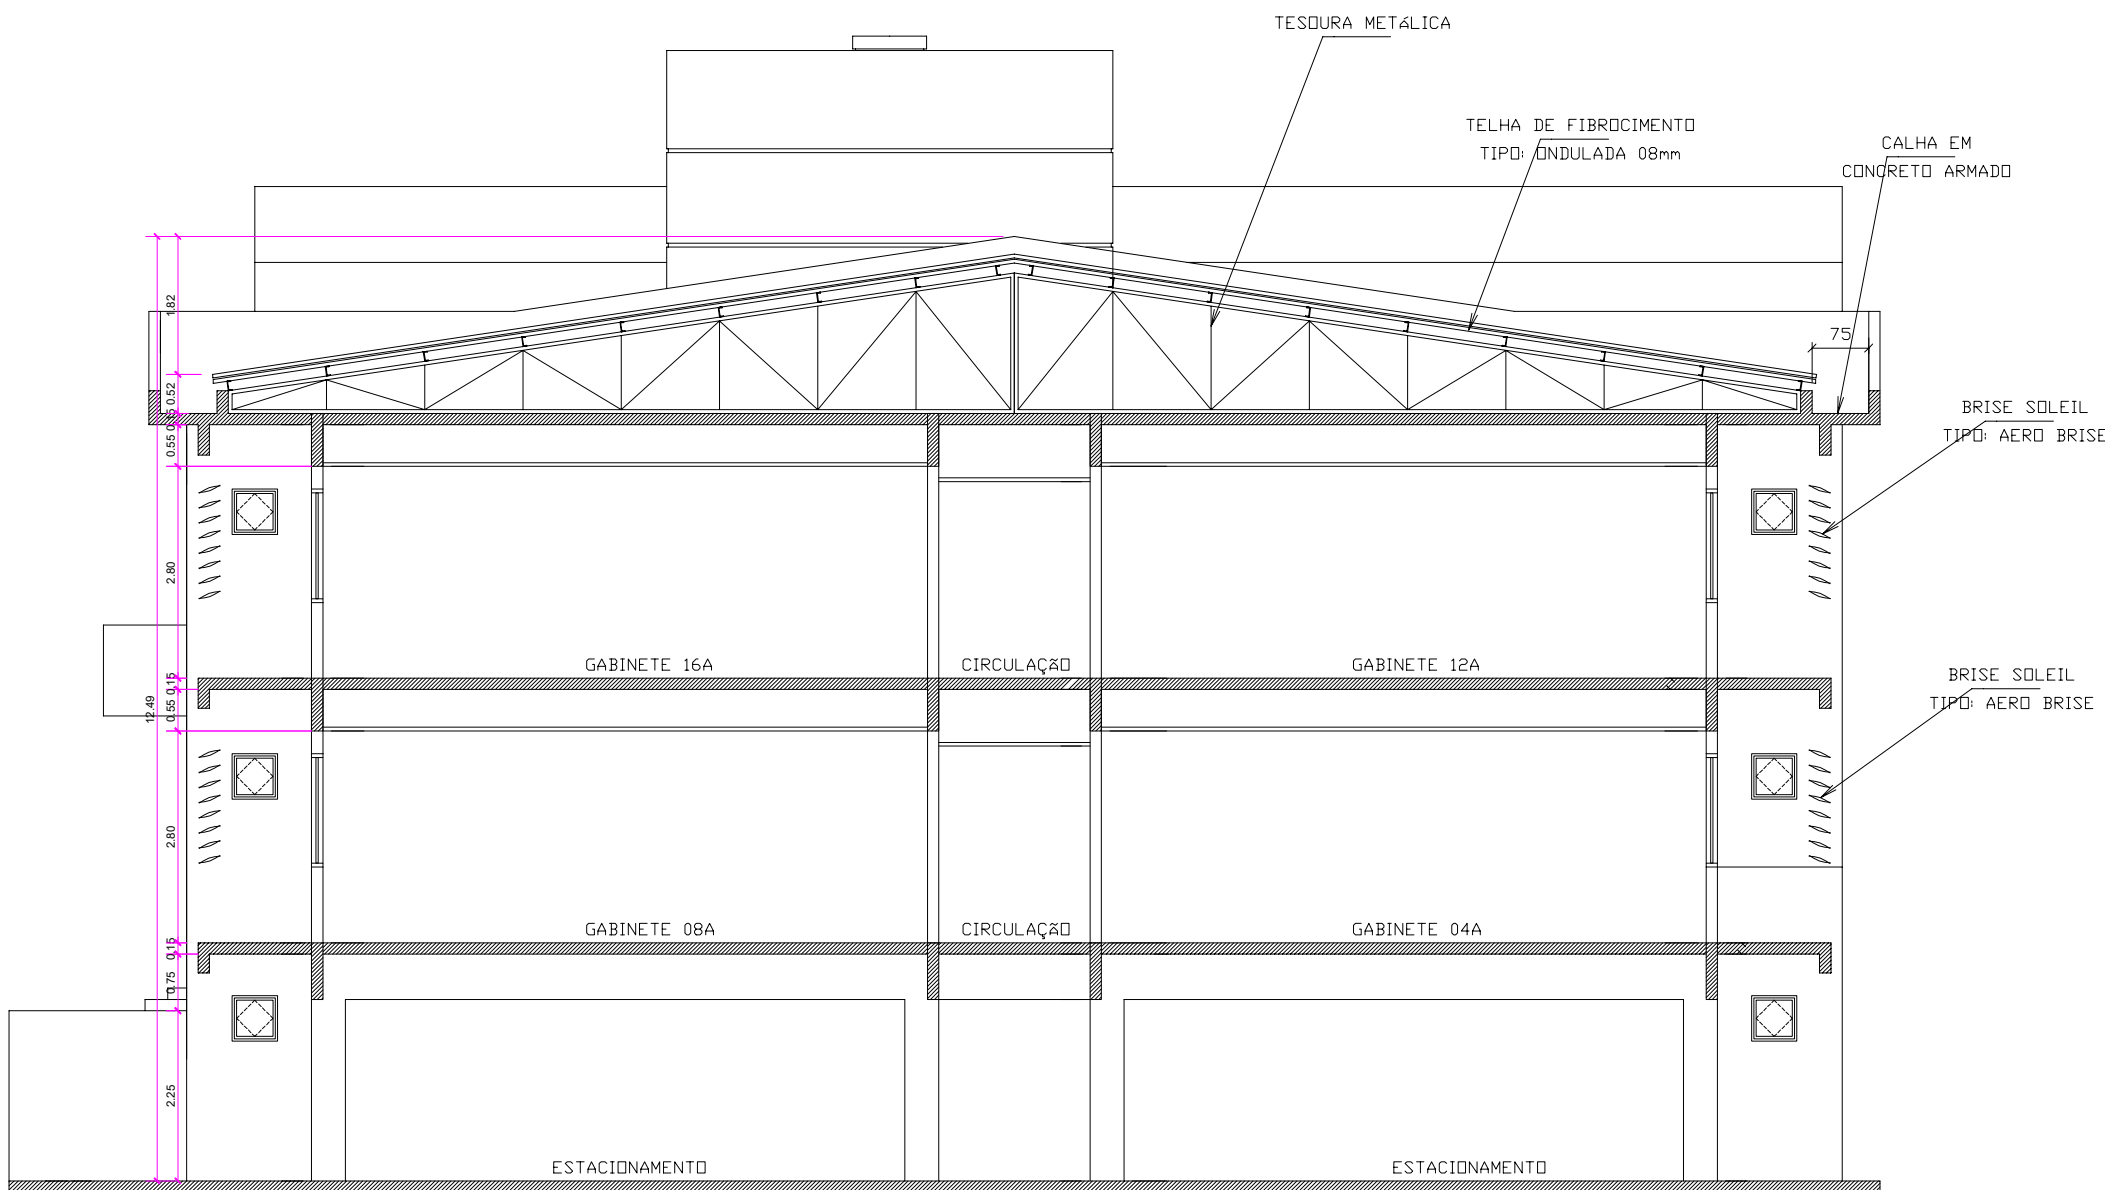 TESOURA METáLICA
TELHA DE FIBROCIMENTO
TIPO: ONDULADA 08mm
CALHA EM
CONCRETO ARMADO
75
1.82
0.52
0.15
0.55
BRISE SOLEIL
TIPO: AERO BRISE
2.80
GABINETE 16A
CIRCULAÇãO
GABINETE 12A
0.15
12.49
0.55
BRISE SOLEIL
TIPO: AERO BRISE
2.80
GABINETE 08A
CIRCULAÇãO
GABINETE 04A
0.15
0.75
2.25
ESTACIONAMENTO
ESTACIONAMENTO